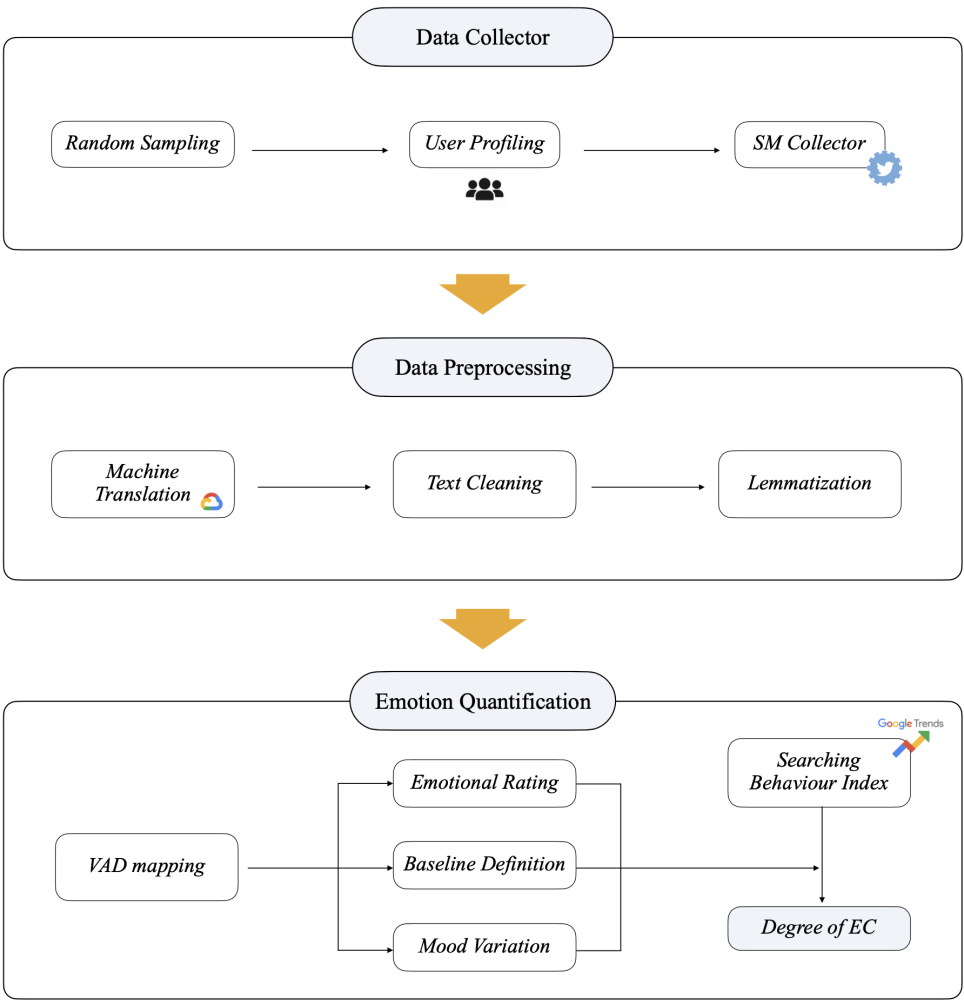 Data Collector
Random Sampling
User Profiling
SM Collector
Data Preprocessing
Machine
Translation
Text Cleaning
Lemmatization
Emotion Quantification
Google Trends
Searching
Behaviour Index
Emotional Rating
VAD mapping
Baseline Definition
Mood Variation
Degree of EC